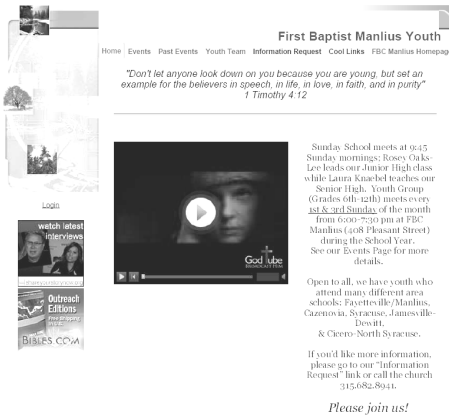 First Baptist Manlius Youth
Home Events Past Events Youth Team Information Request Cool Links FBC Manlius Homepag
"Don't let anyone look down on you because you are young, but set an
example for the believers in speech, in life, in love, in faith, and in purity"
1 Timothy 4:12
Login
watch latest
interviews
Outreach
Editions
Free Shipping
BIBLES.COM
God Tube
BROADCAST HIM
Sunday School meets at 9:45
Sunday mornings; Rosey Oaks-
Lee leads our Junior High class
while Laura Knaebel teaches our
Senior High. Youth Group
(Grades 6th-12th) meets every
1st & 3rd Sunday of the month
from 6:00-7:30 pm at FBC
Manlius (408 Pleasant Street)
during the School Year.
See our Events Page for more
details.
Open to all, we have youth who
attend many different area
schools: Fayetteville/Manlius,
Cazenovia, Syracuse, Jamesville-
Dewitt,
& Cicero-North Syracuse.
If you'd like more information,
please go to our "Information
Request" link or call the church
315.682.8941.
Please join us!